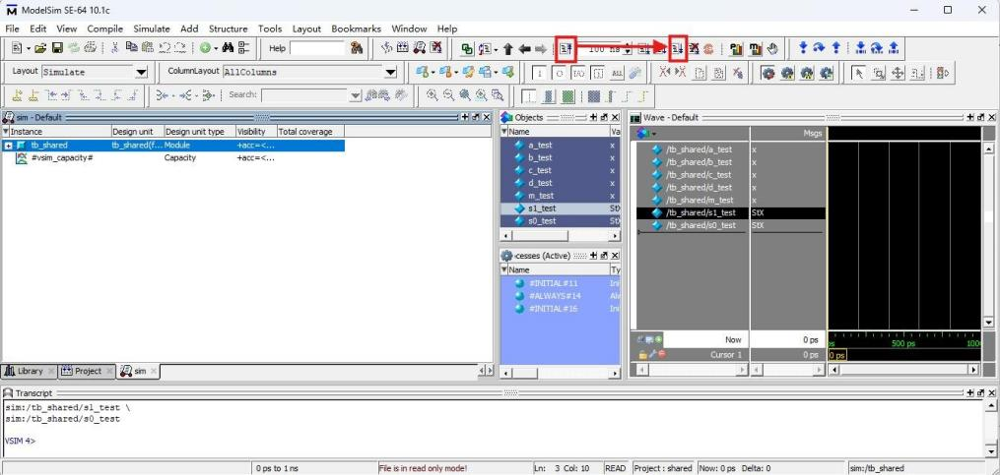 ModelSim SE-64 10.1c
File Edit View Compile Simulate Add Structure Tools Layout Bookmarks Window Help
Help
100 ns
Layout Simulate
ColumnLayout AllColumns
I O I/O ALL
Search:
sim - Default
Instance Design unit Design unit type Visibility Total coverage
tb_shared tb_shared(f... Module +acc=<...
#vsim_capacity# Capacity +acc=<...
Library Project sim
Objects
Name Va
a_test x
b_test x
c_test x
d_test x
m_test x
s1_test StX
s0_test StX
cesses (Active)
Name Ty
#INITIAL#11 Ini
#ALWAYS#14 Alw
#INITIAL#16 Ini
Wave - Default
Msgs
/tb_shared/a_test x
/tb_shared/b_test x
/tb_shared/c_test x
/tb_shared/d_test x
/tb_shared/m_test x
/tb_shared/s1_test StX
/tb_shared/s0_test StX
Now 0 ps
ps 500 ps 1000
Cursor 1 0 ps 0 ps
Transcript
sim:/tb_shared/s1_test \
sim:/tb_shared/s0_test
VSIM 4>
0 ps to 1 ns File is in read only mode! Ln: 3 Col: 10 READ Project : shared Now: 0 ps Delta: 0 sim:/tb_shared